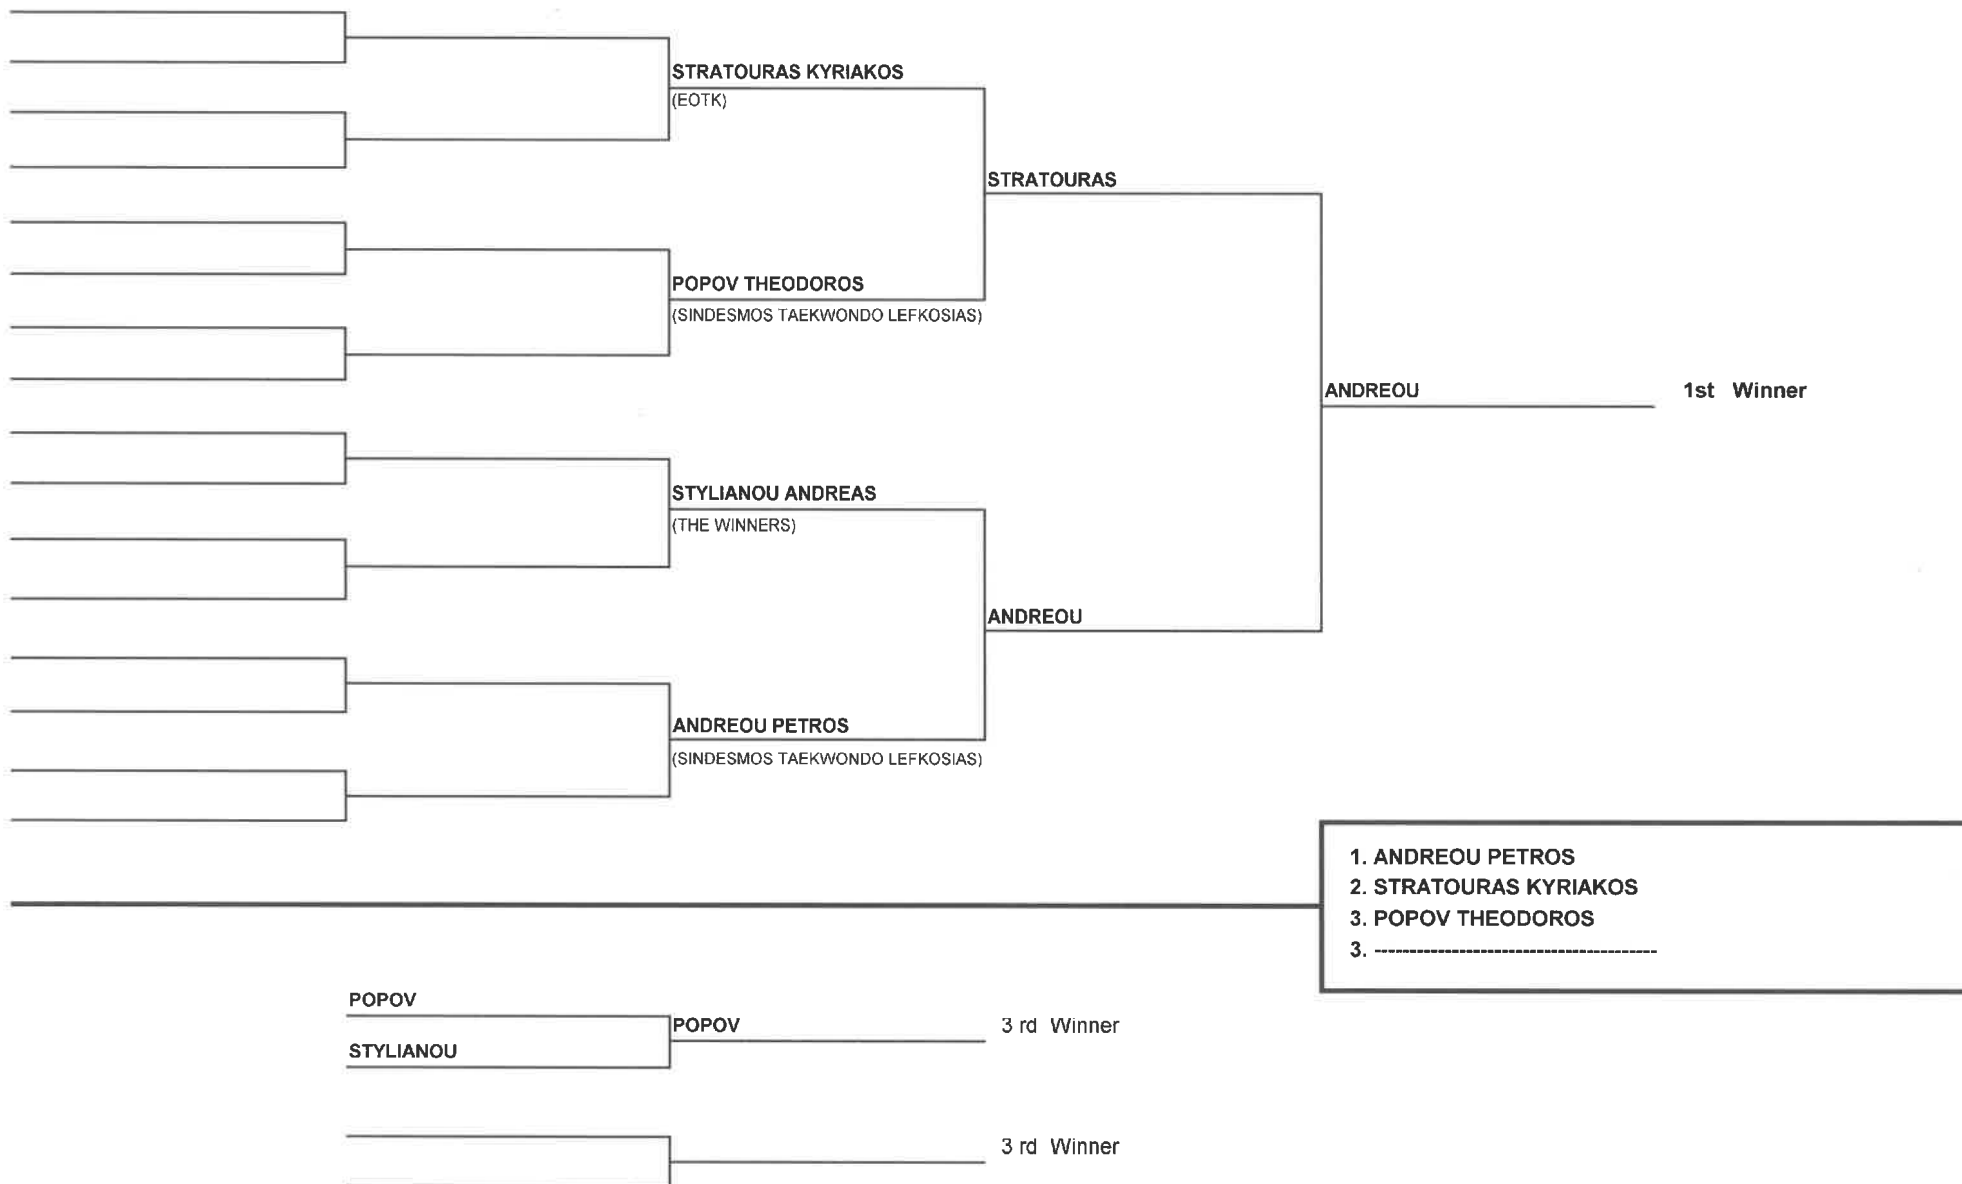 STRATOURAS KYRIAKOS
(EOTK)
STRATOURAS
POPOV THEODOROS
(SINDESMOS TAEKWONDO LEFKOSIAS)
ANDREOU
1st Winner
STYLIANOU ANDREAS
(THE WINNERS)
ANDREOU
ANDREOU PETROS
(SINDESMOS TAEKWONDO LEFKOSIAS)
1. ANDREOU PETROS
2. STRATOURAS KYRIAKOS
3. POPOV THEODOROS
3. ----------------------------------------
POPOV
POPOV
3 rd Winner
STYLIANOU
3 rd Winner